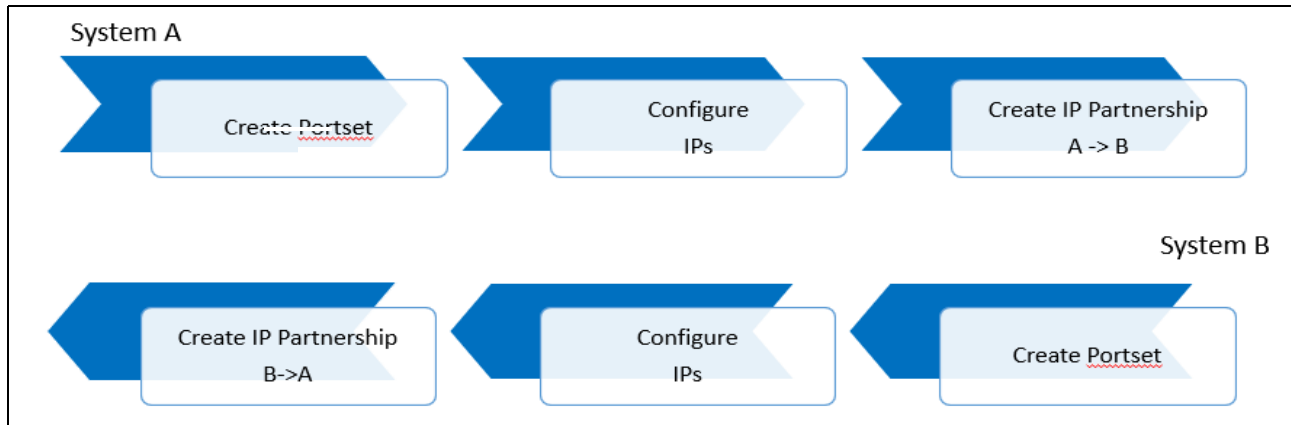 System A
Create Portset
Configure
IPs
Create IP Partnership
A -> B
System B
Create IP Partnership
B->A
Configure
IPs
Create Portset